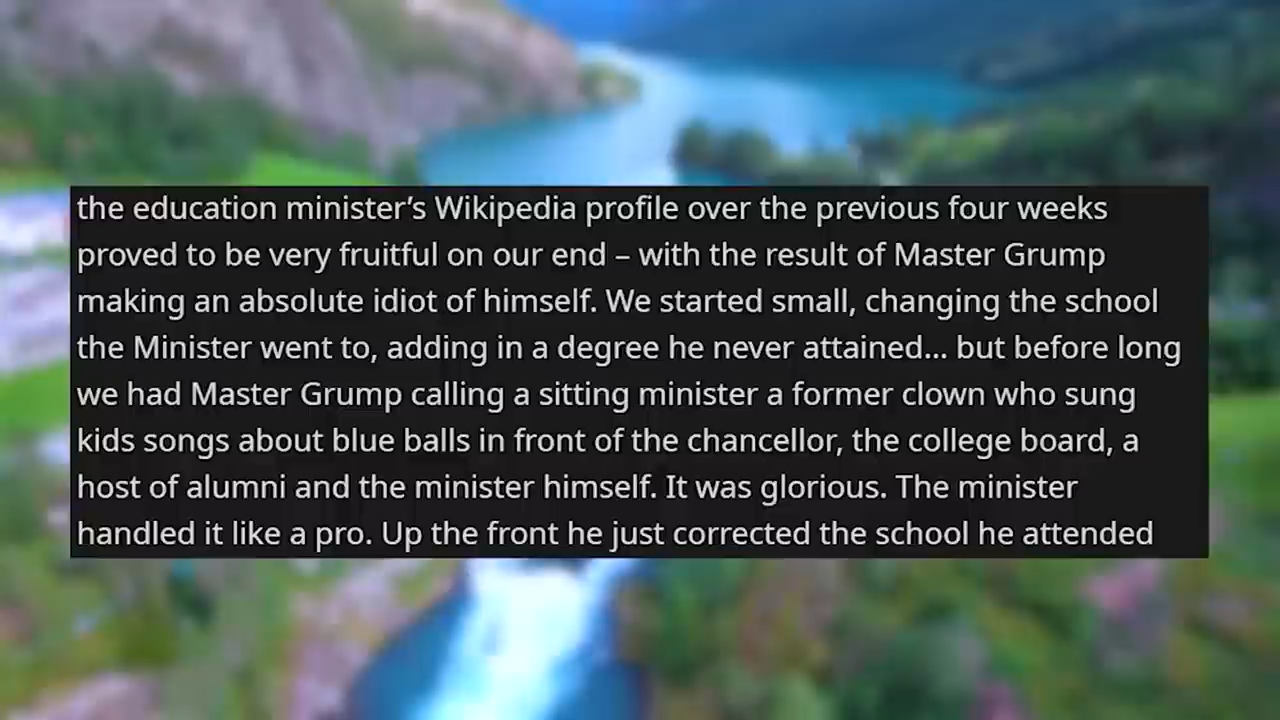 the education minister’s Wikipedia profile over the previous four weeks
proved to be very fruitful on our end – with the result of Master Grump
making an absolute idiot of himself. We started small, changing the school
the Minister went to, adding in a degree he never attained… but before long
we had Master Grump calling a sitting minister a former clown who sung
kids songs about blue balls in front of the chancellor, the college board, a
host of alumni and the minister himself. It was glorious. The minister
handled it like a pro. Up the front he just corrected the school he attended